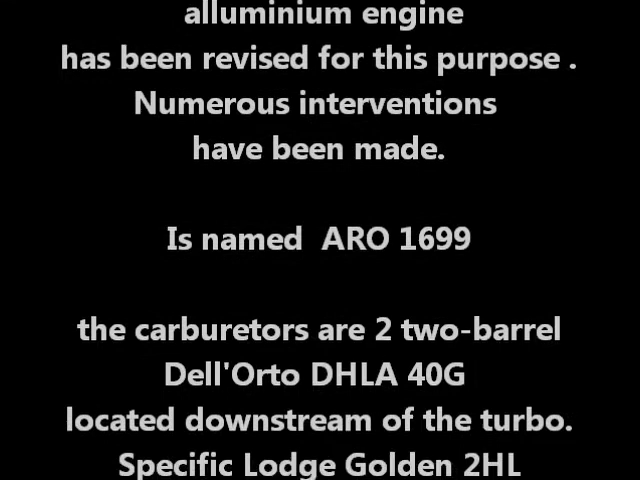 alluminium engine
has been revised for this purpose .
Numerous interventions
have been made.
Is named  ARO 1699
the carburetors are 2 two-barrel
Dell'Orto DHLA 40G
located downstream of the turbo.
Specific Lodge Golden 2HL